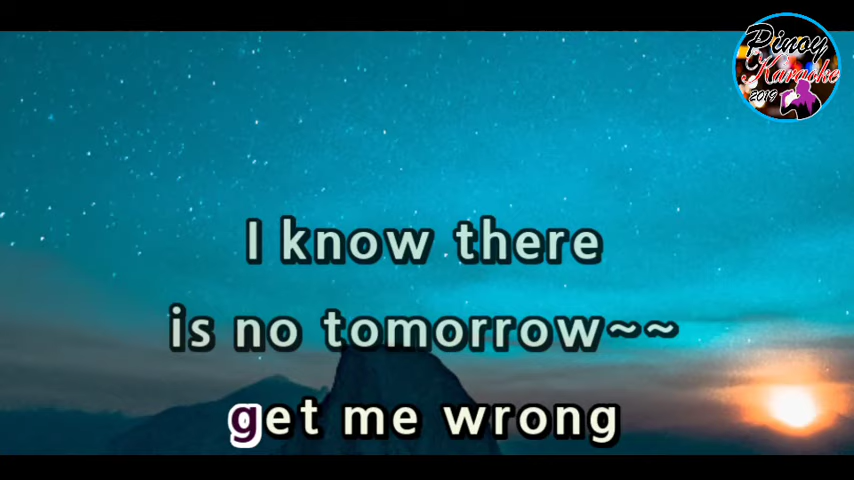 Pinoy
Karaoke
2019
I know there
is no tomorrow~~
get me wrong